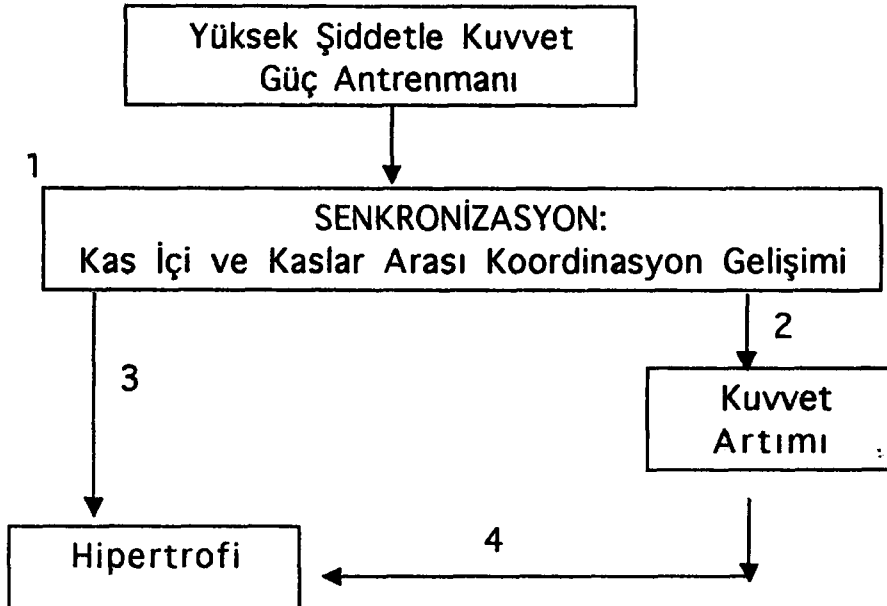 Yüksek Şiddetle Kuvvet
Güç Antrenmanı
1
SENKRONİZASYON:
Kas İçi ve Kaslar Arası Koordinasyon Gelişimi
2
3
Kuvvet
Artımı
4
Hipertrofi